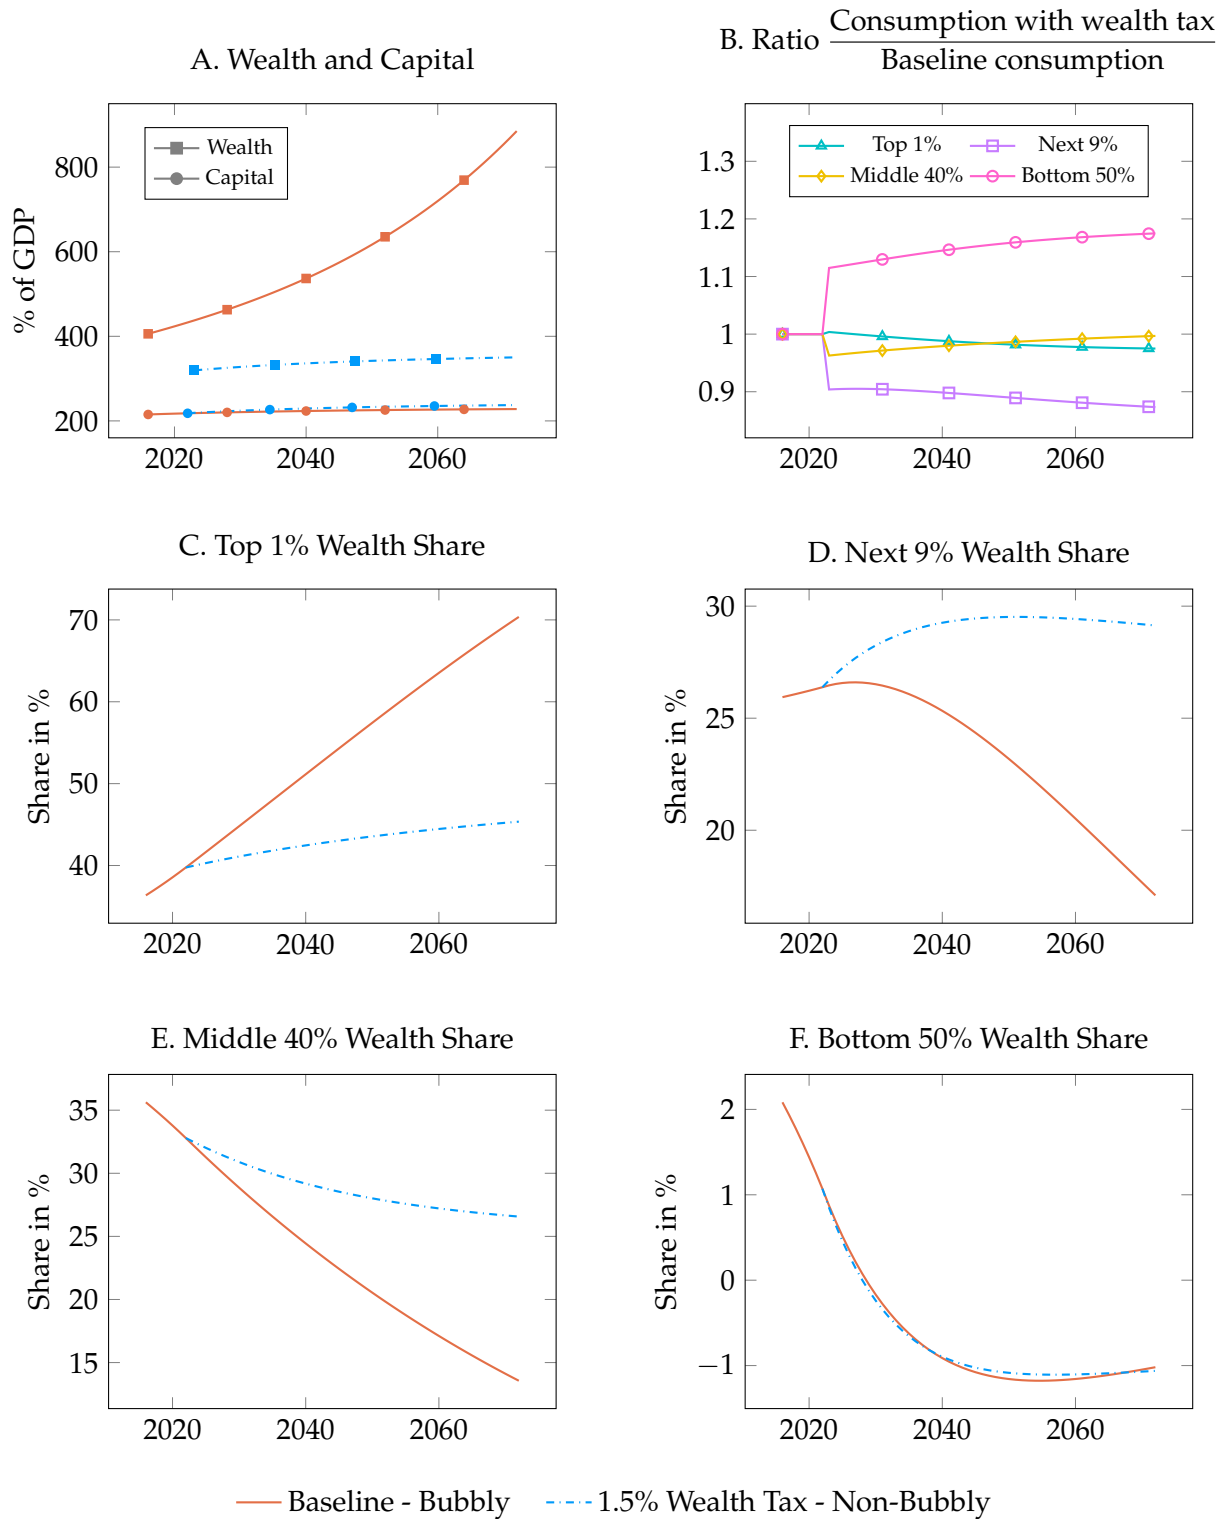 A. Wealth and Capital
B. Ratio Consumption with wealth tax
Baseline consumption
% of GDP
800
600
400
200
Wealth
Capital
2020 2040 2060
1.3
1.2
1.1
1
0.9
Top 1% Next 9%
Middle 40% Bottom 50%
2020 2040 2060
C. Top 1% Wealth Share
Share in %
70
60
50
40
2020 2040 2060
D. Next 9% Wealth Share
Share in %
30
25
20
2020 2040 2060
E. Middle 40% Wealth Share
Share in %
35
30
25
20
15
2020 2040 2060
F. Bottom 50% Wealth Share
Share in %
2
1
0
−1
2020 2040 2060
Baseline - Bubbly 1.5% Wealth Tax - Non-Bubbly